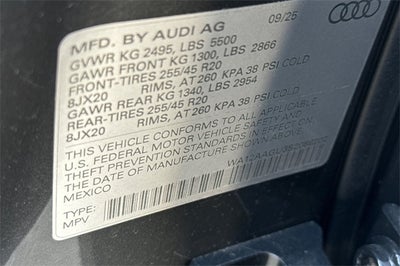 MFD. BY AUDI AG 09/25
GVWR KG 2495, LBS 5500
GAWR FRONT KG 1300, LBS 2866
FRONT-TIRES 255/45 R20
8JX20 RIMS, AT 260 KPA 38 PSI COLD
GAWR REAR KG 1340, LBS 2954
REAR-TIRES 255/45 R20
8JX20 RIMS, AT 260 KPA 38 PSI COLD
THIS VEHICLE CONFORMS TO ALL APPLICABLE
U.S. FEDERAL MOTOR VEHICLE SAFETY AND
THEFT PREVENTION STANDARDS IN EFFECT ON
THE DATE OF MANUFACTURE SHOWN ABOVE.
MEXICO
TYPE:
MPV